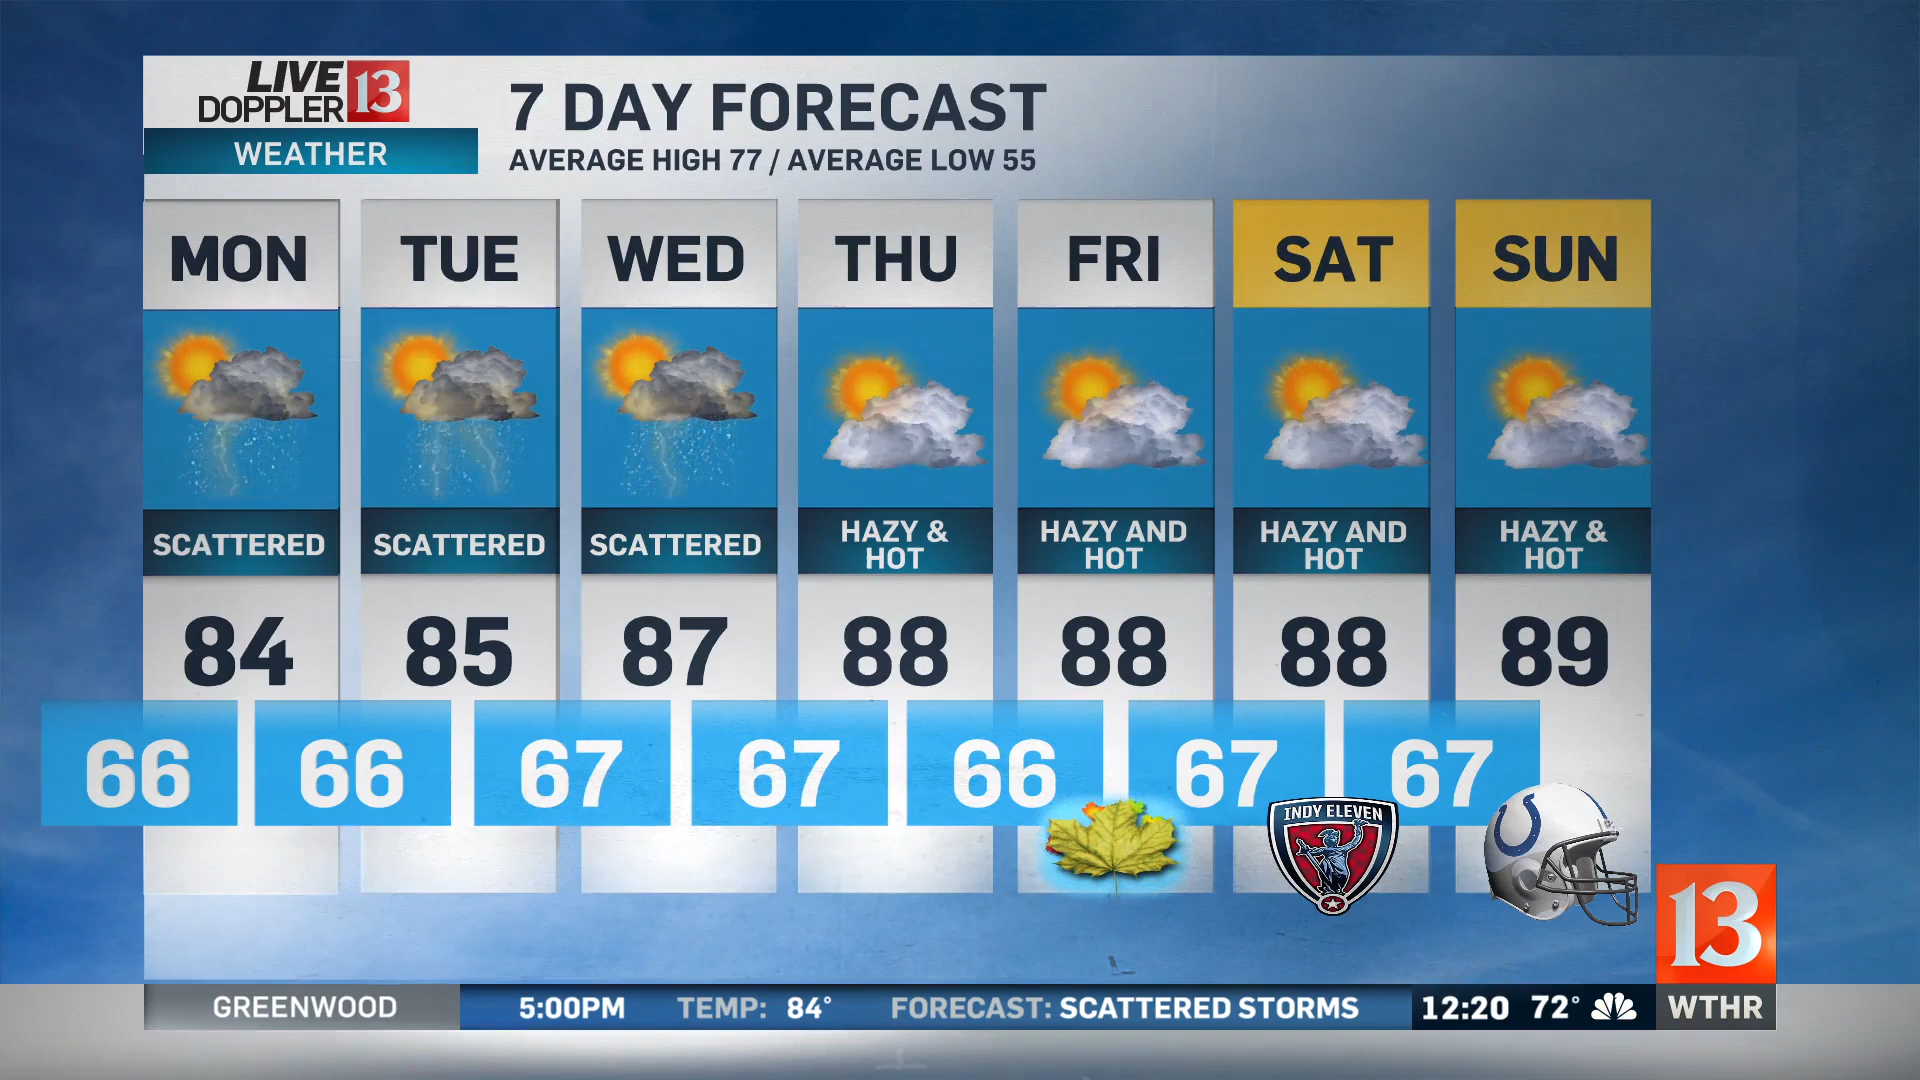 LIVE
DOPPLER 13
WEATHER
7 DAY FORECAST
AVERAGE HIGH 77 / AVERAGE LOW 55
MON TUE WED THU FRI SAT SUN
SCATTERED SCATTERED SCATTERED HAZY & HOT HAZY AND HOT HAZY AND HOT HAZY & HOT
84 85 87 88 88 88 89
66 66 67 67 66 67 67
INDY ELEVEN
13
GREENWOOD 5:00PM TEMP: 84° FORECAST: SCATTERED STORMS 12:20 72° WTHR